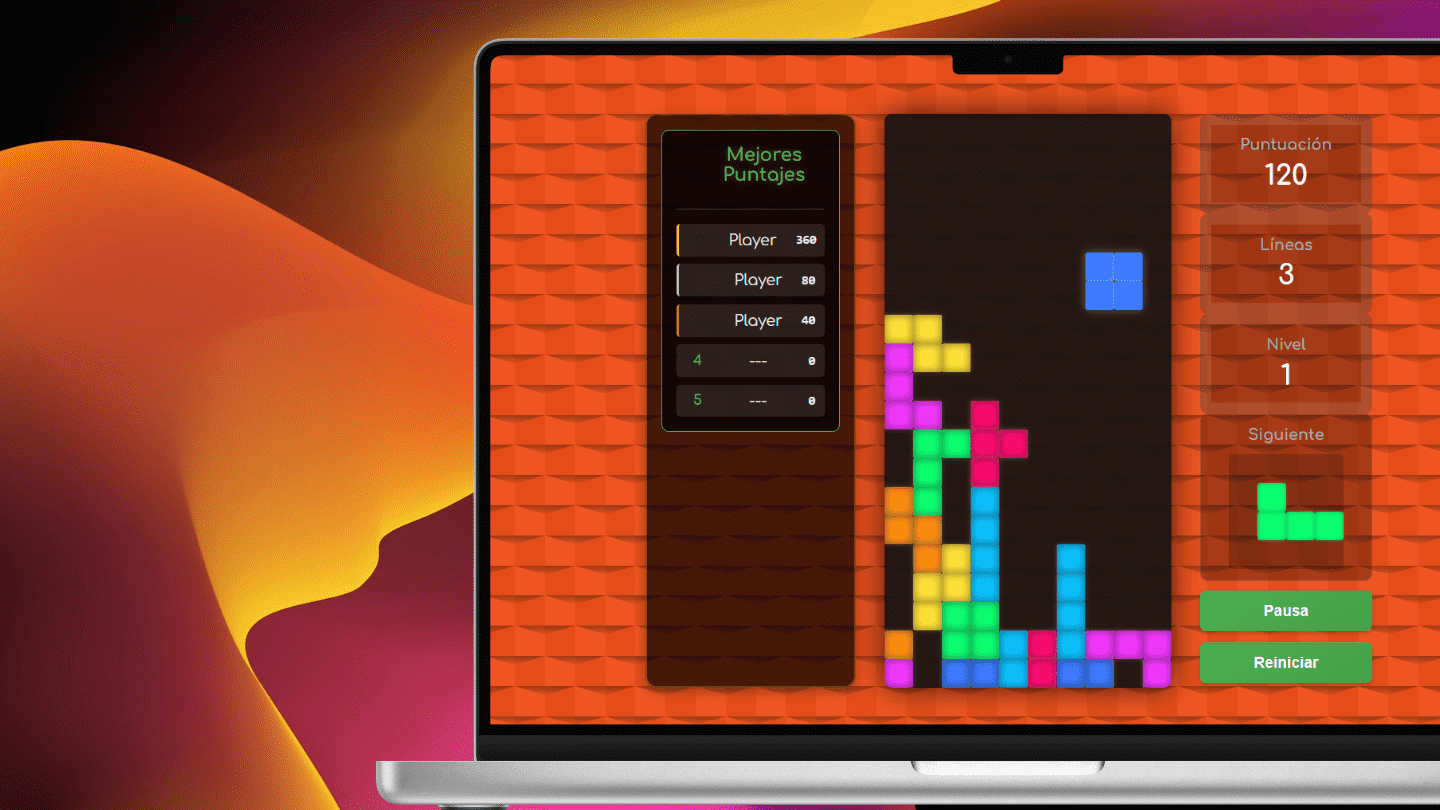 Mejores
Puntajes
Player 360
Player 80
Player 40
4 --- 0
5 --- 0
Puntuación
120
Líneas
3
Nivel
1
Siguiente
Pausa
Reiniciar